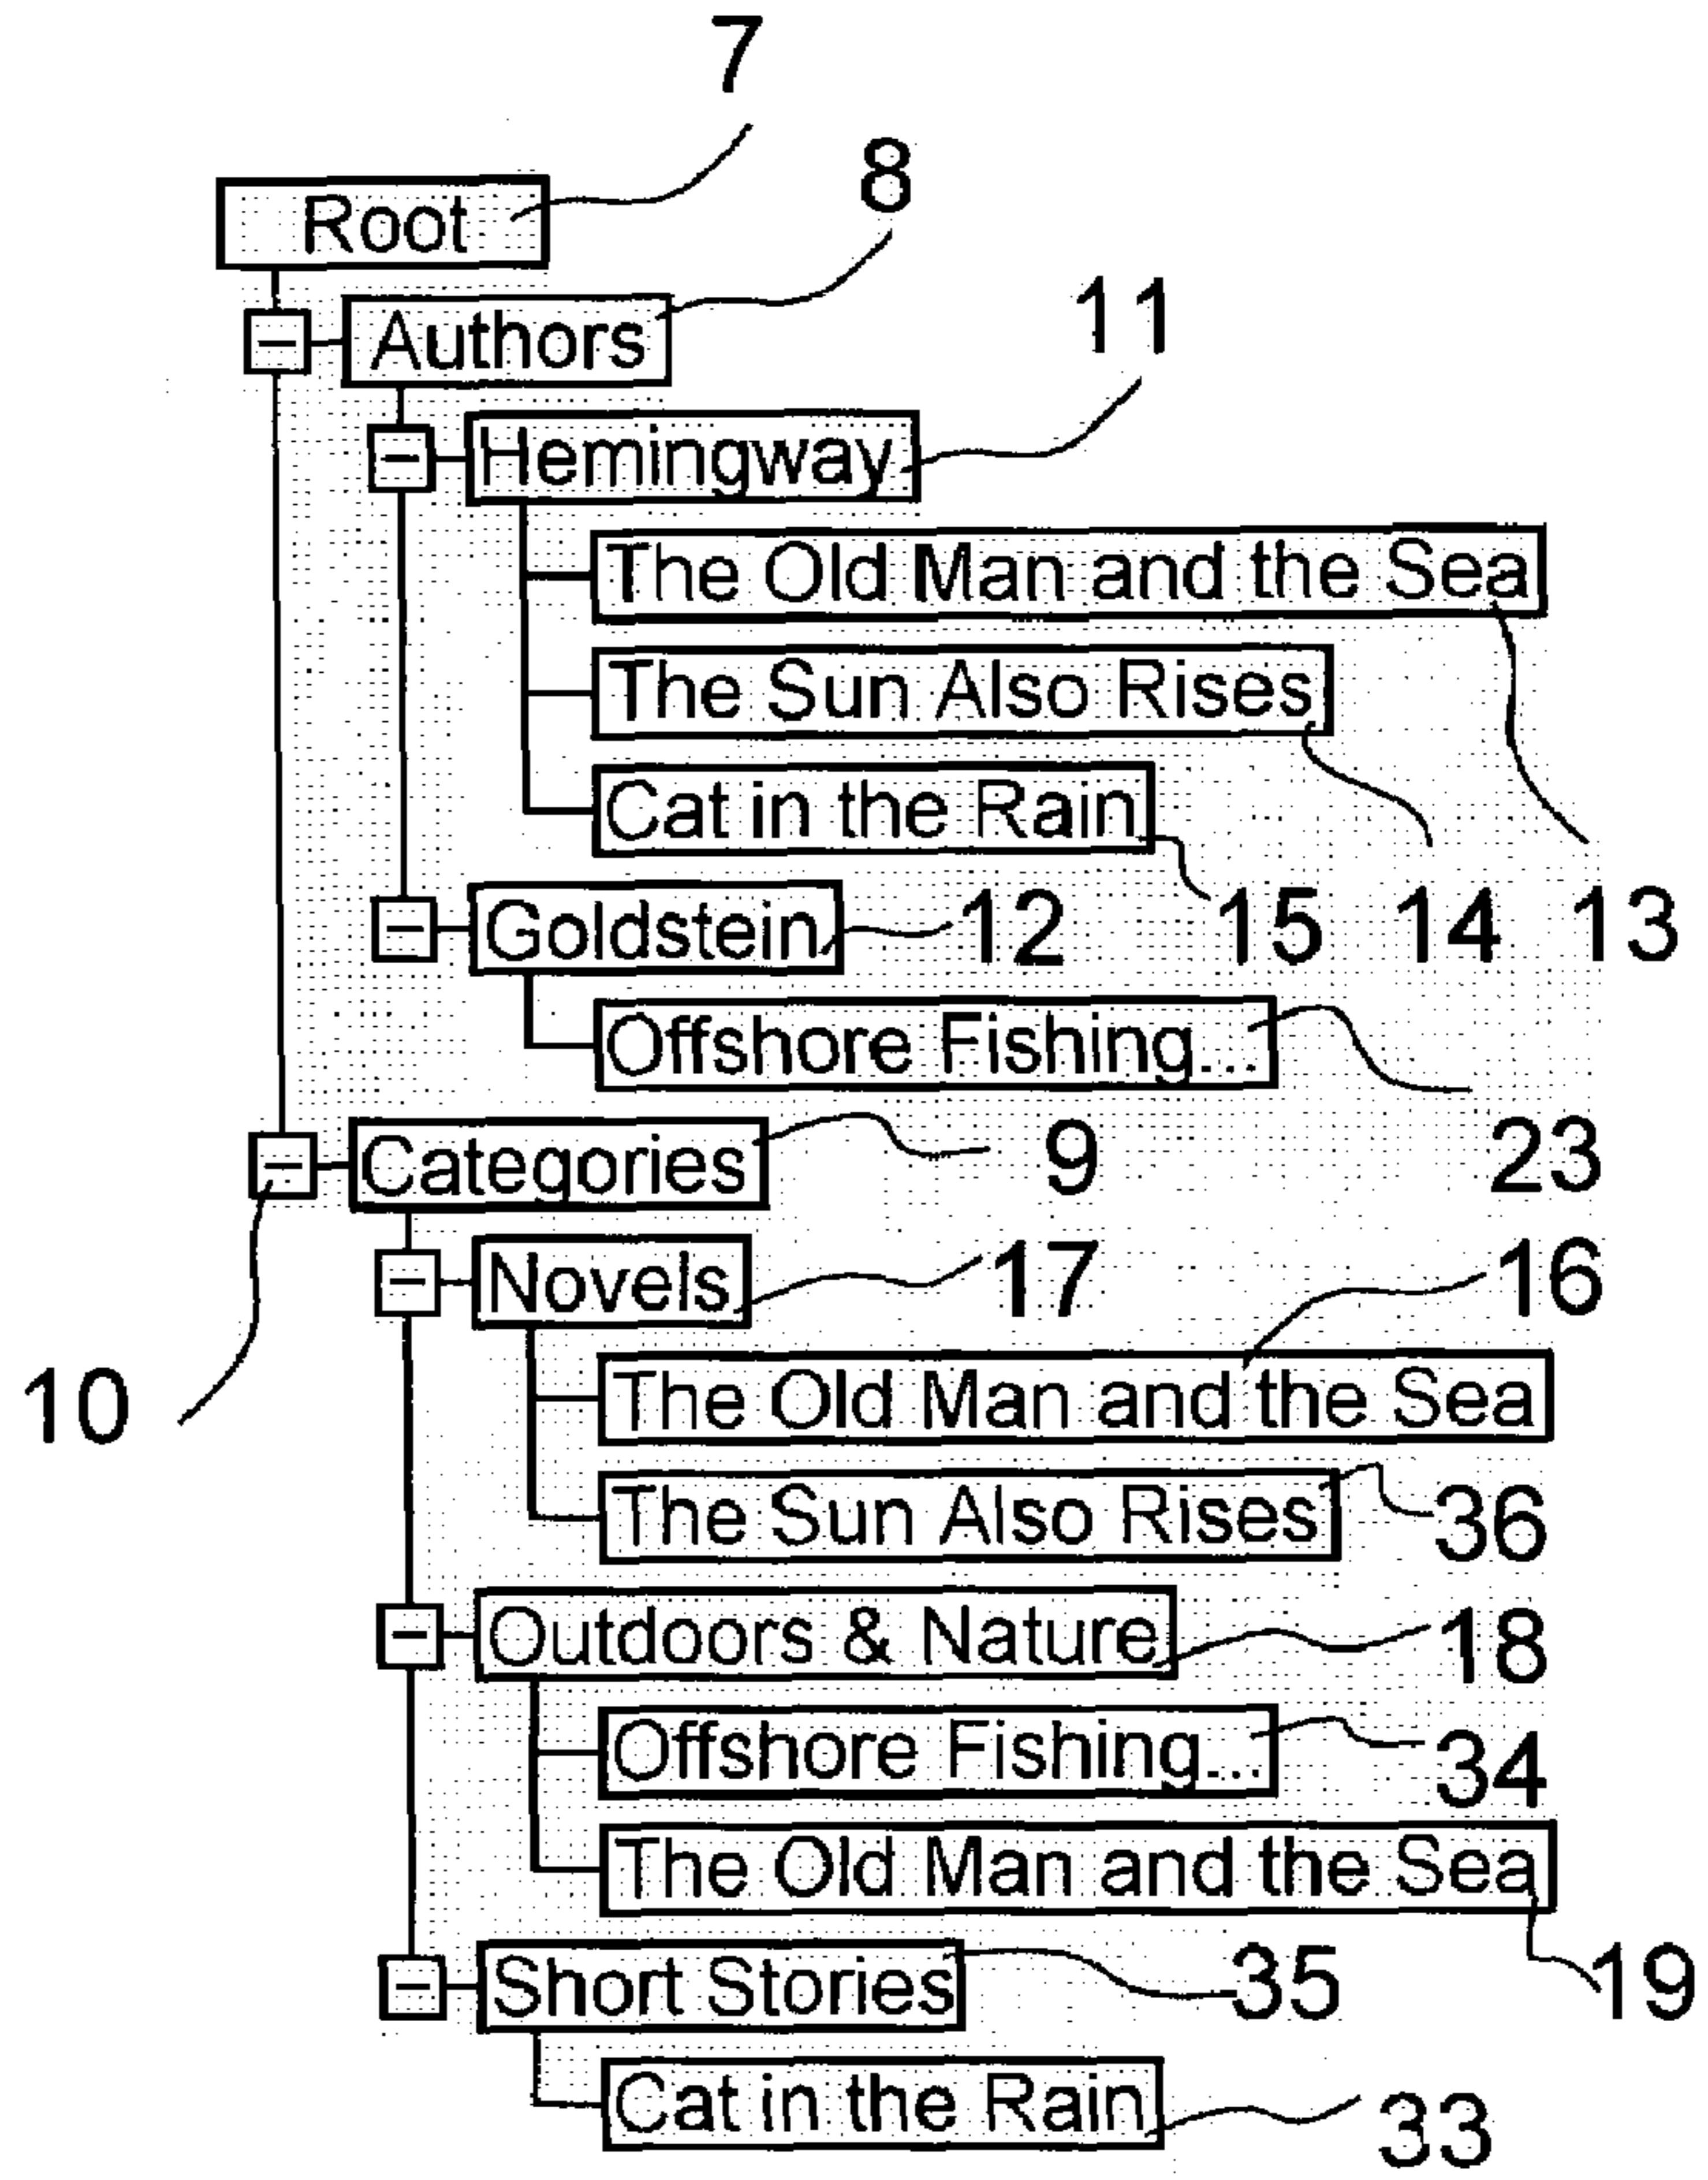 7
Root
8
Authors
11
Hemingway
The Old Man and the Sea
The Sun Also Rises
Cat in the Rain
Goldstein 12 15 14 13
Offshore Fishing...
Categories 9 23
Novels 17 16
10 The Old Man and the Sea
The Sun Also Rises 36
Outdoors & Nature 18
Offshore Fishing... 34
The Old Man and the Sea
Short Stories 35 19
Cat in the Rain 33